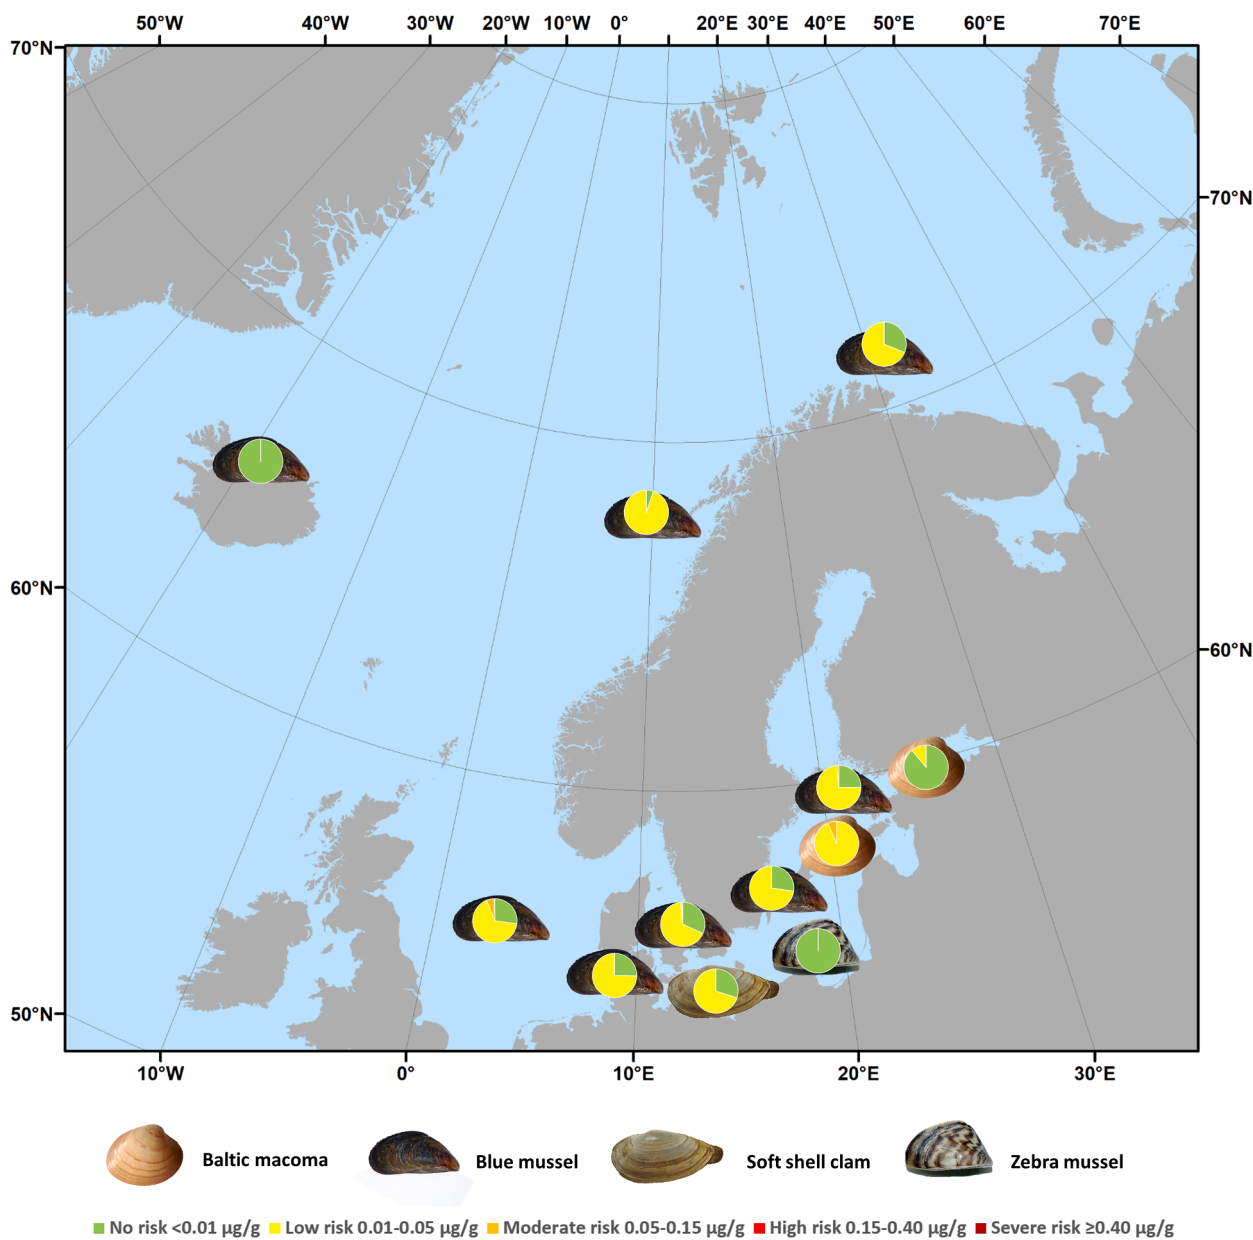 50°W 40°W 30°W 20°W 10°W 0° 20°E 30°E 40°E 50°E 60°E 70°E
70°N
70°N
60°N
60°N
50°N
10°W 0° 10°E 20°E 30°E
Baltic macoma Blue mussel Soft shell clam Zebra mussel
No risk <0.01 µg/g Low risk 0.01-0.05 µg/g Moderate risk 0.05-0.15 µg/g High risk 0.15-0.40 µg/g Severe risk ≥0.40 µg/g